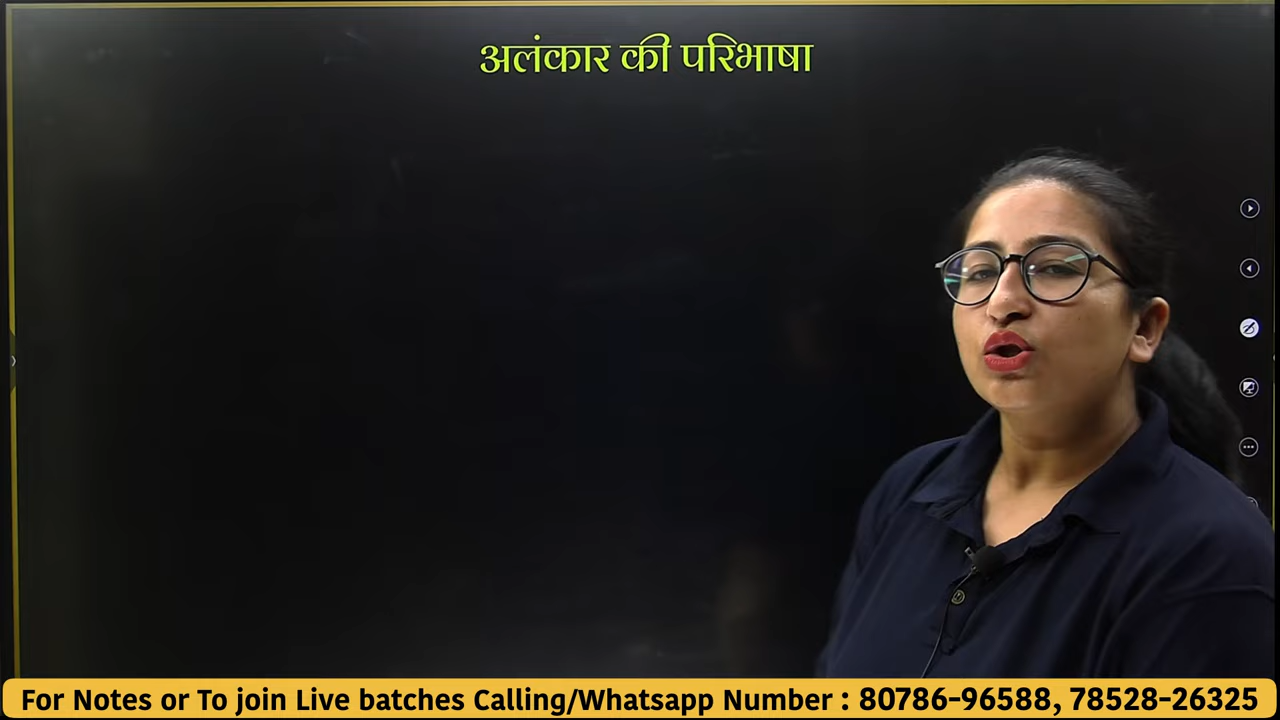 अलंकार की परिभाषा
For Notes or To join Live batches Calling/Whatsapp Number : 80786-96588, 78528-26325